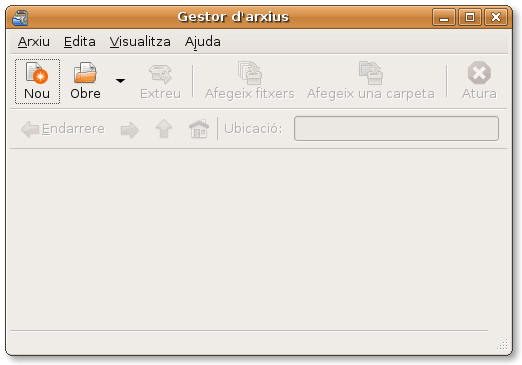 Gestor d'arxius
Arxiu Edita Visualitza Ajuda
Nou Obre Extreu Afegeix fitxers Afegeix una carpeta Atura
Endarrere Ubicació: